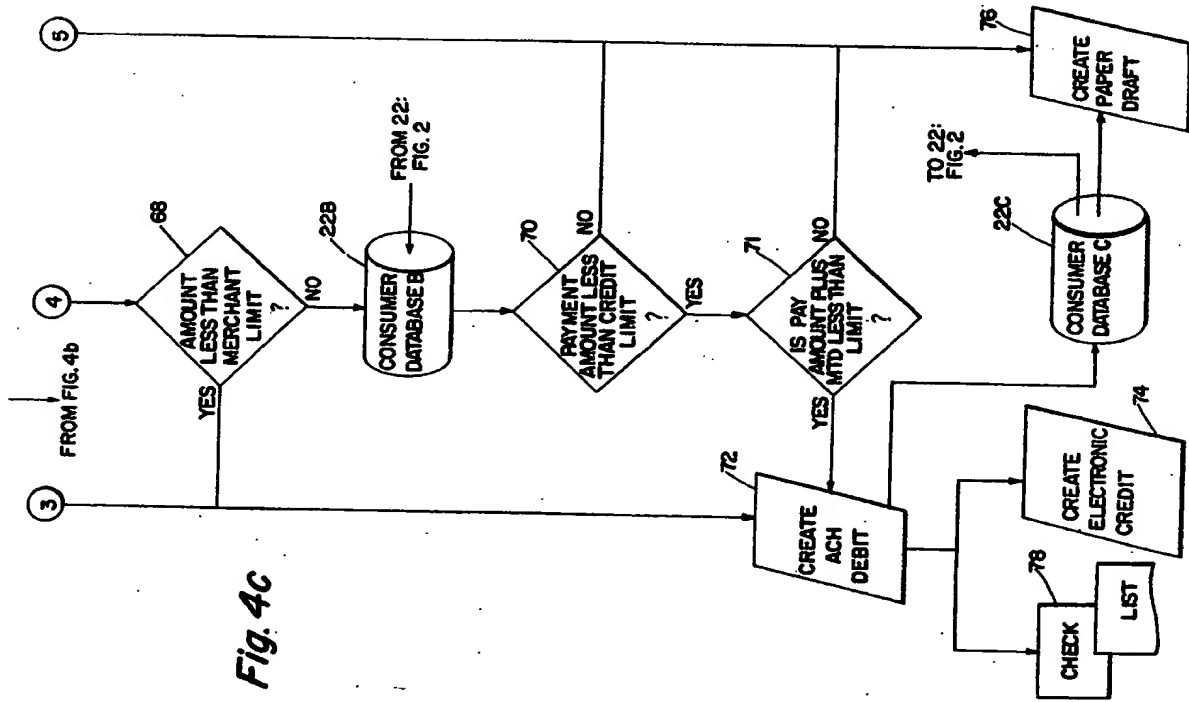 FROM FIG. 4b
3
4
5
68
AMOUNT
LESS THAN
MERCHANT
LIMIT
?
YES
NO
22B
CONSUMER
DATABASE B
FROM 22:
FIG. 2
70
PAYMENT
AMOUNT LESS
THAN CREDIT
LIMIT
?
NO
YES
71
IS PAY
AMOUNT PLUS
MTD LESS THAN
LIMIT
?
YES
NO
72
CREATE
ACH
DEBIT
TO 22:
FIG. 2
22C
CONSUMER
DATABASE C
76
CREATE
PAPER
DRAFT
74
CREATE
ELECTRONIC
CREDIT
78
CHECK
LIST
Fig. 4c